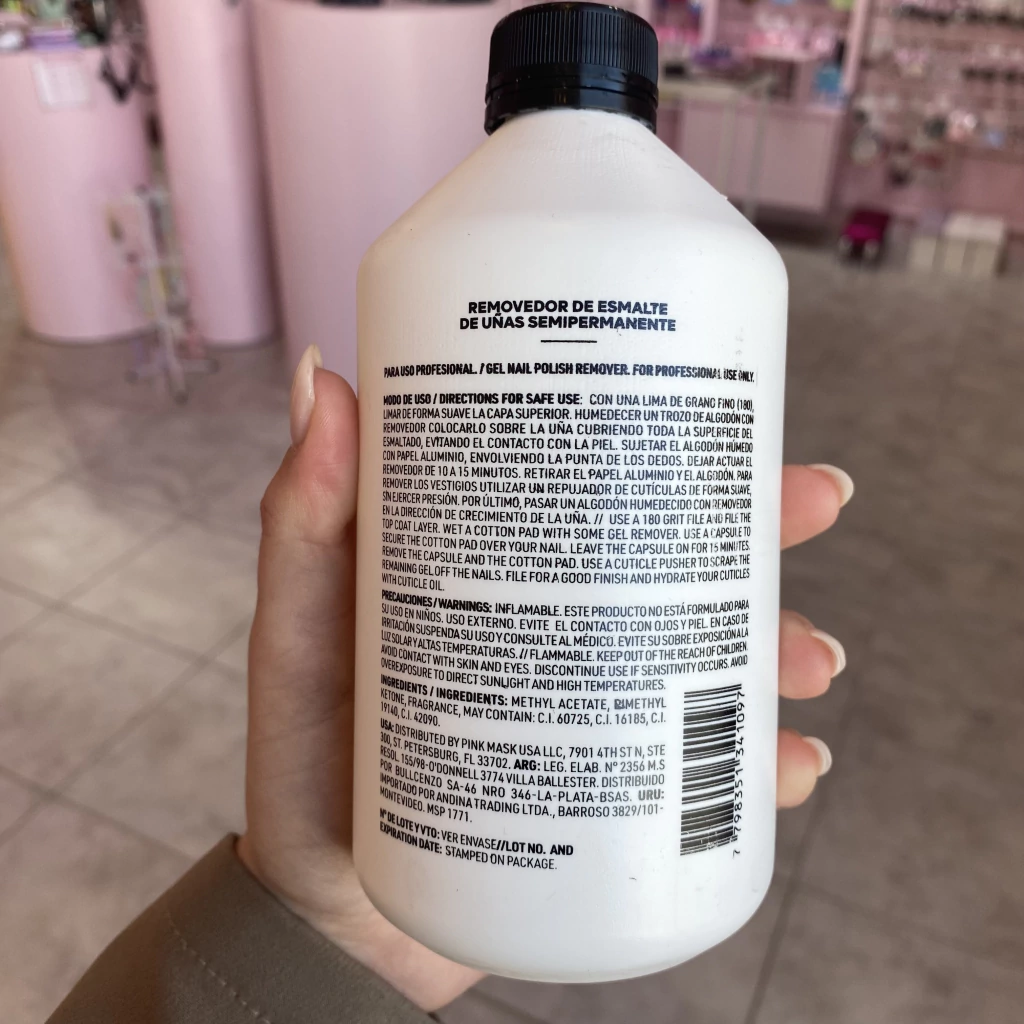 REMOVEDOR DE ESMALTE
DE UÑAS SEMIPERMANENTE
PARA USO PROFESIONAL. / GEL NAIL POLISH REMOVER. FOR PROFESSIONAL USE ONLY.
MODO DE USO / DIRECTIONS FOR SAFE USE: CON UNA LIMA DE GRANO FINO (180),
LIMAR DE FORMA SUAVE LA CAPA SUPERIOR. HUMEDECER UN TROZO DE ALGODÓN CON
REMOVEDOR COLOCARLO SOBRE LA UÑA CUBRIENDO TODA LA SUPERFICIE DEL
ESMALTADO, EVITANDO EL CONTACTO CON LA PIEL. SUJETAR EL ALGODÓN HÚMEDO
CON PAPEL ALUMINIO, ENVOLVIENDO LA PUNTA DE LOS DEDOS. DEJAR ACTUAR EL
REMOVEDOR DE 10 A 15 MINUTOS. RETIRAR EL PAPEL ALUMINIO Y EL ALGODÓN. PARA
REMOVER LOS VESTIGIOS UTILIZAR UN REPUJADOR DE CUTÍCULAS DE FORMA SUAVE,
SIN EJERCER PRESIÓN. POR ÚLTIMO, PASAR UN ALGODÓN HUMEDECIDO CON REMOVEDOR
EN LA DIRECCIÓN DE CRECIMIENTO DE LA UÑA. // USE A 180 GRIT FILE AND FILE THE
TOP COAT LAYER. WET A COTTON PAD WITH SOME GEL REMOVER. USE A CAPSULE TO
SECURE THE COTTON PAD OVER YOUR NAIL. LEAVE THE CAPSULE ON FOR 15 MINUTES.
REMOVE THE CAPSULE AND THE COTTON PAD. USE A CUTICLE PUSHER TO SCRAPE THE
REMAINING GEL OFF THE NAILS. FILE FOR A GOOD FINISH AND HYDRATE YOUR CUTICLES
WITH CUTICLE OIL.
PRECAUCIONES / WARNINGS: INFLAMABLE. ESTE PRODUCTO NO ESTÁ FORMULADO PARA
SU USO EN NIÑOS. USO EXTERNO. EVITE EL CONTACTO CON OJOS Y PIEL. EN CASO DE
IRRITACIÓN SUSPENDA SU USO Y CONSULTE AL MÉDICO. EVITE SU SOBRE EXPOSICIÓN A LA
LUZ SOLAR Y ALTAS TEMPERATURAS. // FLAMMABLE. KEEP OUT OF THE REACH OF CHILDREN.
AVOID CONTACT WITH SKIN AND EYES. DISCONTINUE USE IF SENSITIVITY OCCURS. AVOID
OVEREXPOSURE TO DIRECT SUNLIGHT AND HIGH TEMPERATURES.
INGREDIENTES / INGREDIENTS: METHYL ACETATE, DIMETHYL
KETONE, FRAGRANCE, MAY CONTAIN: C.I. 60725, C.I. 16185, C.I.
19140, C.I. 42090.
USA: DISTRIBUTED BY PINK MASK USA LLC, 7901 4TH ST N, STE
300, ST. PETERSBURG, FL 33702. ARG: LEG. ELAB. N° 2356 M.S
RESOL. 155/98-O'DONNELL 3774 VILLA BALLESTER. DISTRIBUIDO
POR BULLCENZO SA-46 NRO 346-LA-PLATA-BSAS. URU:
IMPORTADO POR ANDINA TRADING LTDA., BARROSO 3829/101-
MONTEVIDEO. MSP 1771.
N° DE LOTE Y VTO: VER ENVASE//LOT NO. AND
EXPIRATION DATE: STAMPED ON PACKAGE.
7 798351 341097